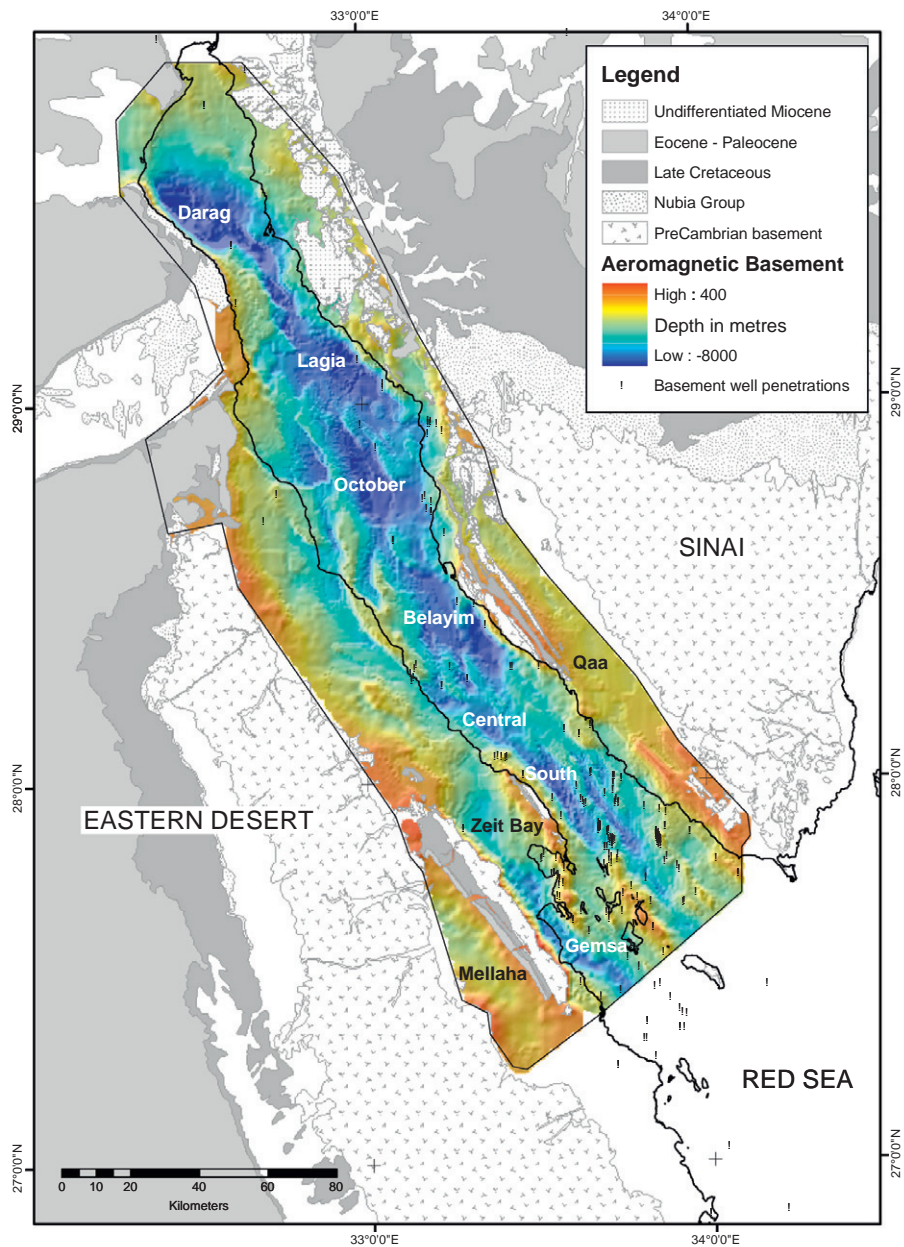 33°0'0"E
34°0'0"E
Legend
Undifferentiated Miocene
Eocene - Paleocene
Late Cretaceous
Nubia Group
PreCambrian basement
Aeromagnetic Basement
High : 400
Depth in metres
Low : -8000
! Basement well penetrations
Darag
Lagia
29°0'0"N
29°0'0"N
October
SINAI
Belayim
Qaa
Central
South
28°0'0"N
28°0'0"N
EASTERN DESERT
Zeit Bay
Gemsa
Mellaha
RED SEA
27°0'0"N
27°0'0"N
0 10 20 40 60 80
Kilometers
33°0'0"E
34°0'0"E